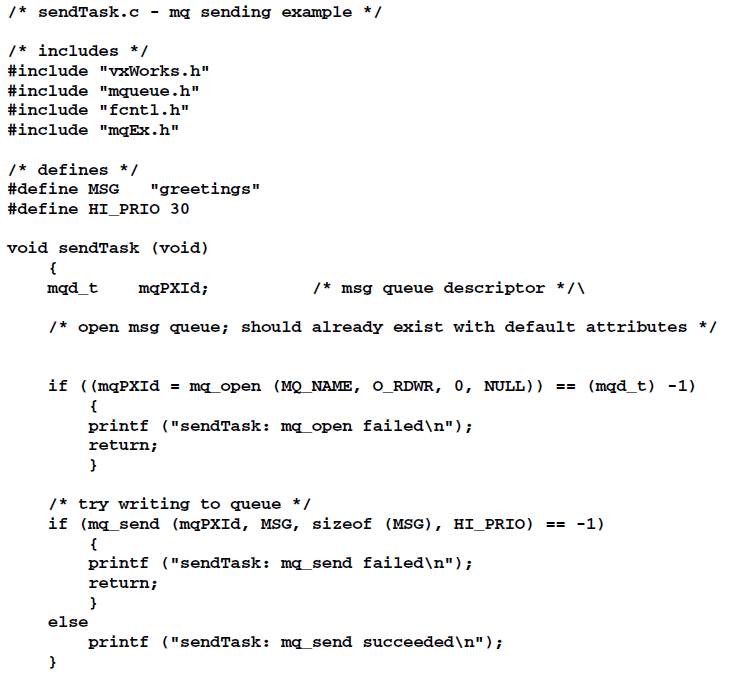 /* sendTask.c - mq sending example */
/* includes */
#include "vxWorks.h"
#include "mqueue.h"
#include "fcntl.h"
#include "mqEx.h"
/* defines */
#define MSG   "greetings"
#define HI_PRIO 30
void sendTask (void)
    {
    mqd_t    mqPXId;          /* msg queue descriptor */\
    /* open msg queue; should already exist with default attributes */
    if ((mqPXId = mq_open (MQ_NAME, O_RDWR, 0, NULL)) == (mqd_t) -1)
        {
        printf ("sendTask: mq_open failed\n");
        return;
        }
    /* try writing to queue */
    if (mq_send (mqPXId, MSG, sizeof (MSG), HI_PRIO) == -1)
        {
        printf ("sendTask: mq_send failed\n");
        return;
        }
    else
        printf ("sendTask: mq_send succeeded\n");
    }